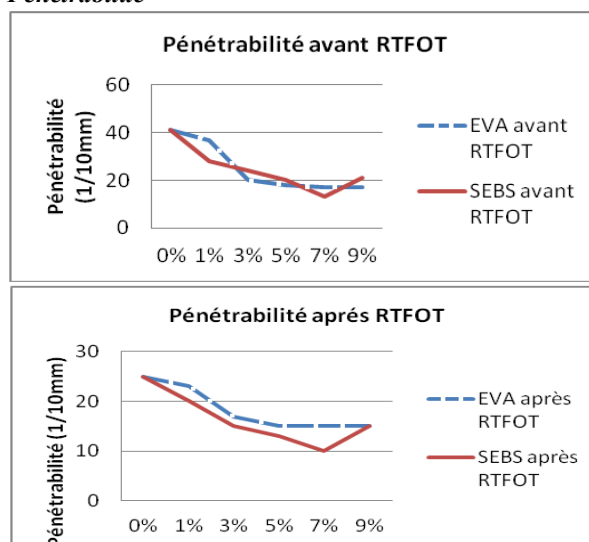 Pénétrabilité
Pénétrabilité avant RTFOT
Pénétrabilité
(1/10mm)
60
40
20
0
0% 1% 3% 5% 7% 9%
EVA avant
RTFOT
SEBS avant
RTFOT
Pénétrabilité aprés RTFOT
Pénétrabilité (1/10mm)
30
20
10
0
0% 1% 3% 5% 7% 9%
EVA après
RTFOT
SEBS après
RTFOT